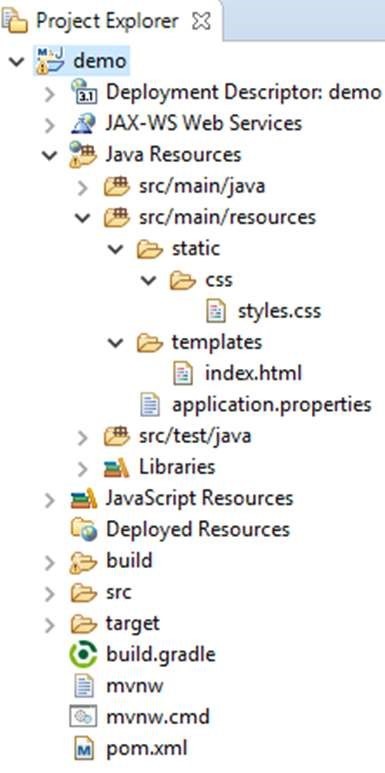 Project Explorer
demo
Deployment Descriptor: demo
JAX-WS Web Services
Java Resources
src/main/java
src/main/resources
static
css
styles.css
templates
index.html
application.properties
src/test/java
Libraries
JavaScript Resources
Deployed Resources
build
src
target
build.gradle
mvnw
mvnw.cmd
pom.xml